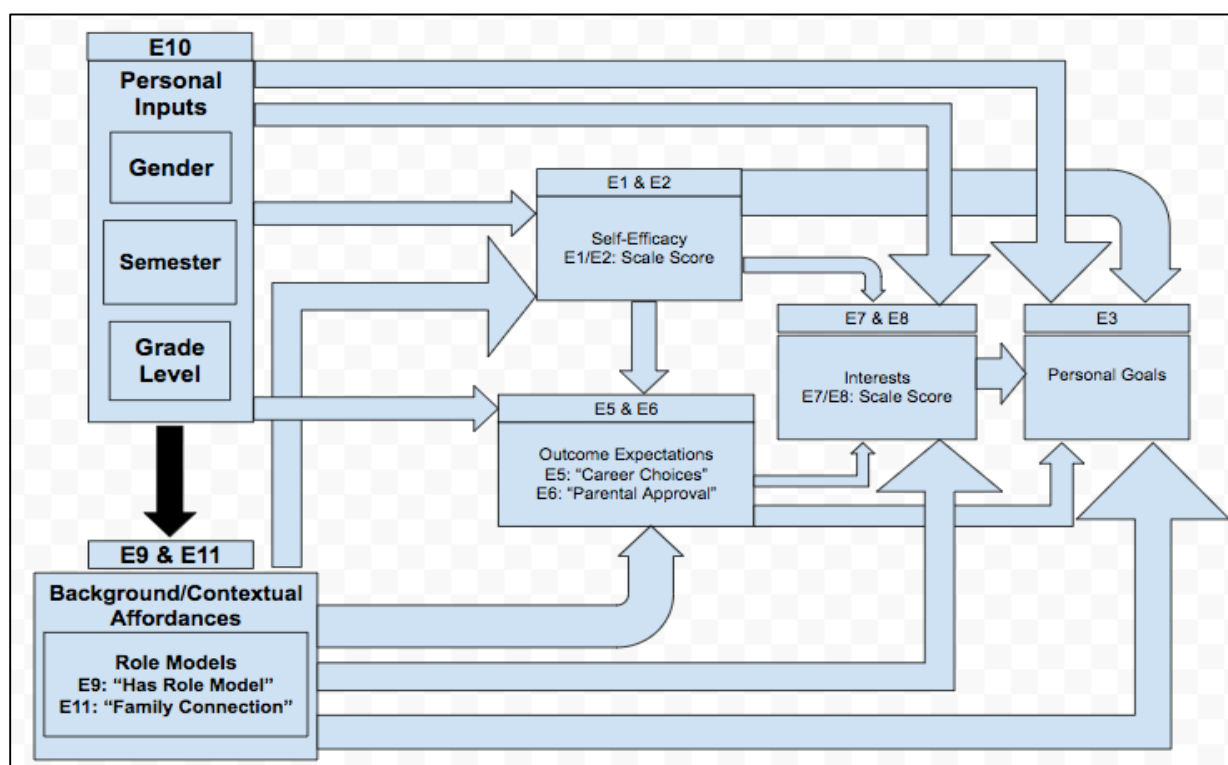 E10
Personal
Inputs
Gender
Semester
Grade
Level
E9 & E11
Background/Contextual
Affordances
Role Models
E9: “Has Role Model”
E11: “Family Connection”
E1 & E2
Self-Efficacy
E1/E2: Scale Score
E5 & E6
Outcome Expectations
E5: “Career Choices”
E6: “Parental Approval”
E7 & E8
Interests
E7/E8: Scale Score
E3
Personal Goals